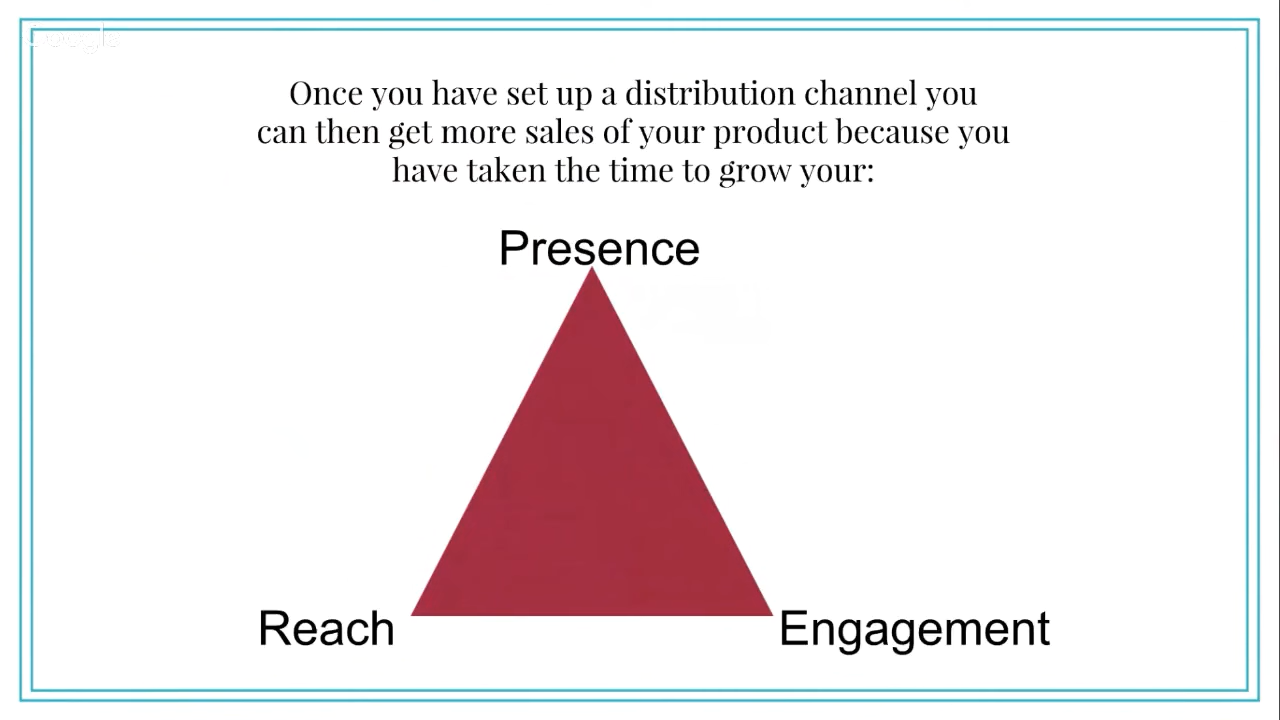 Google
Once you have set up a distribution channel you
can then get more sales of your product because you
have taken the time to grow your:
Presence
Reach
Engagement